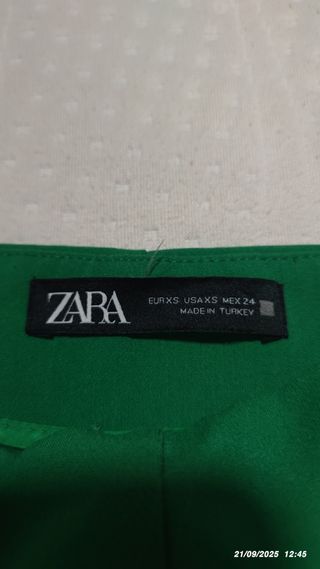 ZARA
EUR XS USA XS MEX 24
MADE IN TURKEY
21/09/2025 12:45